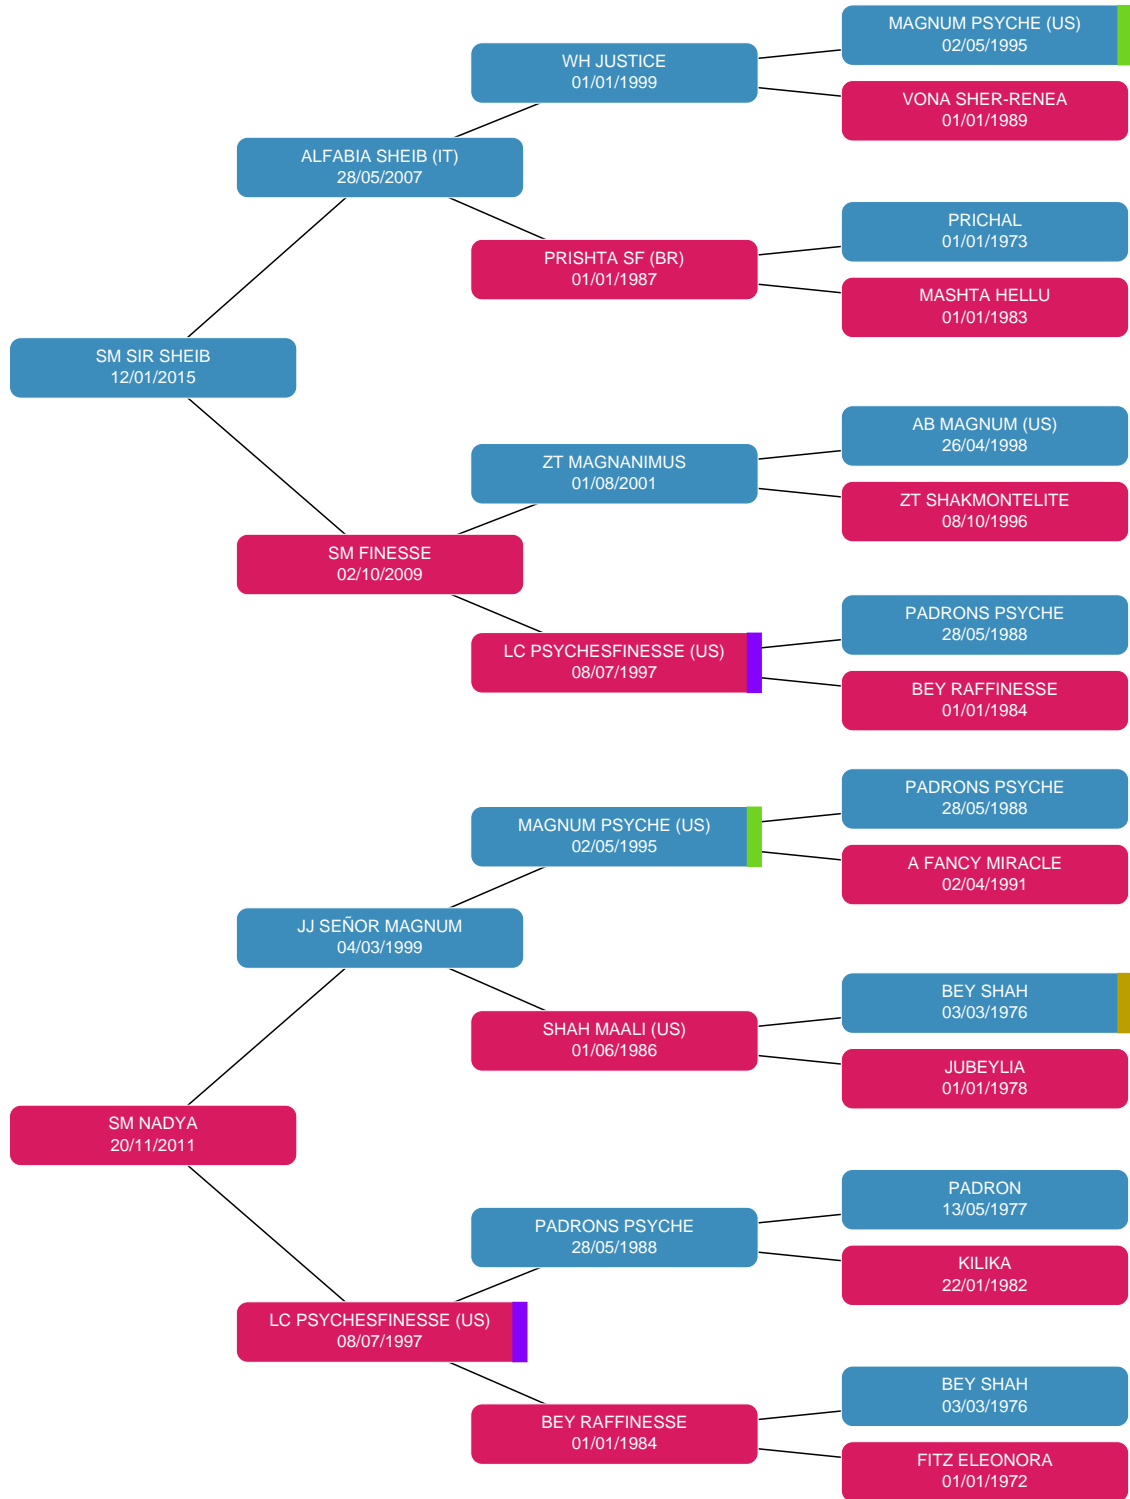 MAGNUM PSYCHE (US)
02/05/1995
WH JUSTICE
01/01/1999
VONA SHER-RENEA
01/01/1989
ALFABIA SHEIB (IT)
28/05/2007
PRICHAL
01/01/1973
PRISHTA SF (BR)
01/01/1987
MASHTA HELLU
01/01/1983
SM SIR SHEIB
12/01/2015
AB MAGNUM (US)
26/04/1998
ZT MAGNANIMUS
01/08/2001
ZT SHAKMONTELITE
08/10/1996
SM FINESSE
02/10/2009
PADRONS PSYCHE
28/05/1988
LC PSYCHESFINESSE (US)
08/07/1997
BEY RAFFINESSE
01/01/1984
PADRONS PSYCHE
28/05/1988
MAGNUM PSYCHE (US)
02/05/1995
A FANCY MIRACLE
02/04/1991
JJ SEÑOR MAGNUM
04/03/1999
BEY SHAH
03/03/1976
SHAH MAALI (US)
01/06/1986
JUBEYLIA
01/01/1978
SM NADYA
20/11/2011
PADRON
13/05/1977
PADRONS PSYCHE
28/05/1988
KILIKA
22/01/1982
LC PSYCHESFINESSE (US)
08/07/1997
BEY SHAH
03/03/1976
BEY RAFFINESSE
01/01/1984
FITZ ELEONORA
01/01/1972